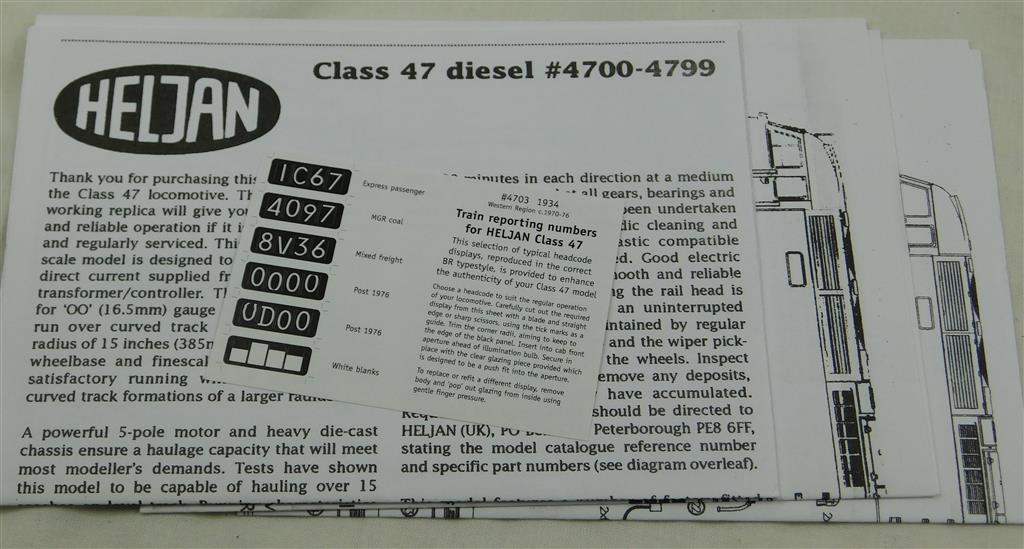 HELJAN
Class 47 diesel #4700-4799
Thank you for purchasing this
the Class 47 locomotive. Th
working replica will give you
and reliable operation if it i
and regularly serviced. This
scale model is designed to
direct current supplied fr
transformer/controller. Th
for ‘OO’ (16.5mm) gauge
run over curved track
radius of 15 inches (385m
wheelbase and finescal
satisfactory running
curved track formations of a larger radius
A powerful 5-pole motor and heavy die-cast
chassis ensure a haulage capacity that will meet
most modeller's demands. Tests have shown
this model to be capable of hauling over 15
minutes in each direction at a medium
all gears, bearings and
been undertaken
dic cleaning and
astic compatible
d. Good electric
ooth and reliable
ng the rail head is
an uninterrupted
ntained by regular
and the wiper pick-
the wheels. Inspect
emove any deposits,
have accumulated.
should be directed to
HELJAN (UK), PO Peterborough PE8 6FF,
stating the model catalogue reference number
and specific part numbers (see diagram overleaf).
1C67 Express passenger
4097 MGR coal
8V36 Mixed freight
0000 Post 1976
0D00 Post 1976
White blanks
#4703 1934
Western Region c.1970-76
Train reporting numbers
for HELJAN Class 47
This selection of typical headcode
displays, reproduced in the correct
BR typestyle, is provided to enhance
the authenticity of your Class 47 model
Choose a headcode to suit the regular operation
of your locomotive. Carefully cut out the required
display from this sheet with a blade and straight
edge or sharp scissors, using the tick marks as a
guide. Trim the corner radii, aiming to keep to
the edge of the black panel. Insert into cab front
aperture ahead of illumination bulb. Secure in
place with the clear glazing piece provided which
is designed to be a push fit into the aperture.
To replace or refit a different display, remove
body and 'pop' out glazing from inside using
gentle finger pressure.